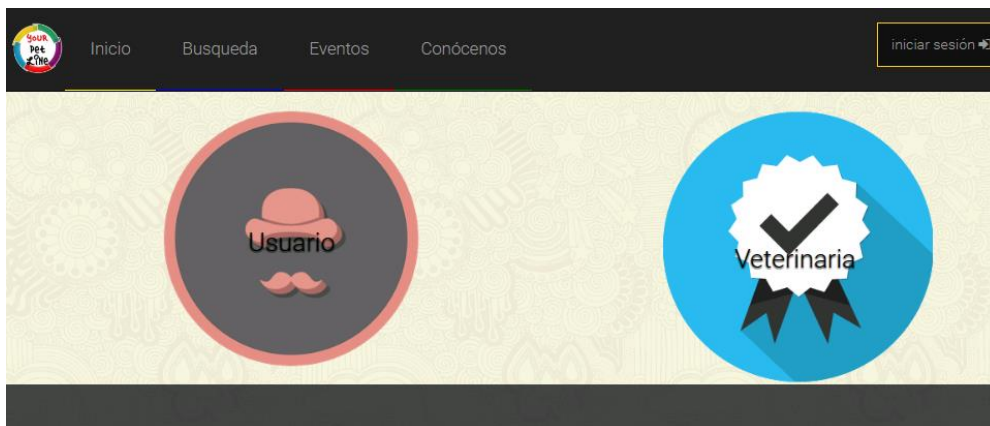 YOUR
Pet
LINe
Inicio
Busqueda
Eventos
Conócenos
iniciar sesión
Usuario
Veterinaria